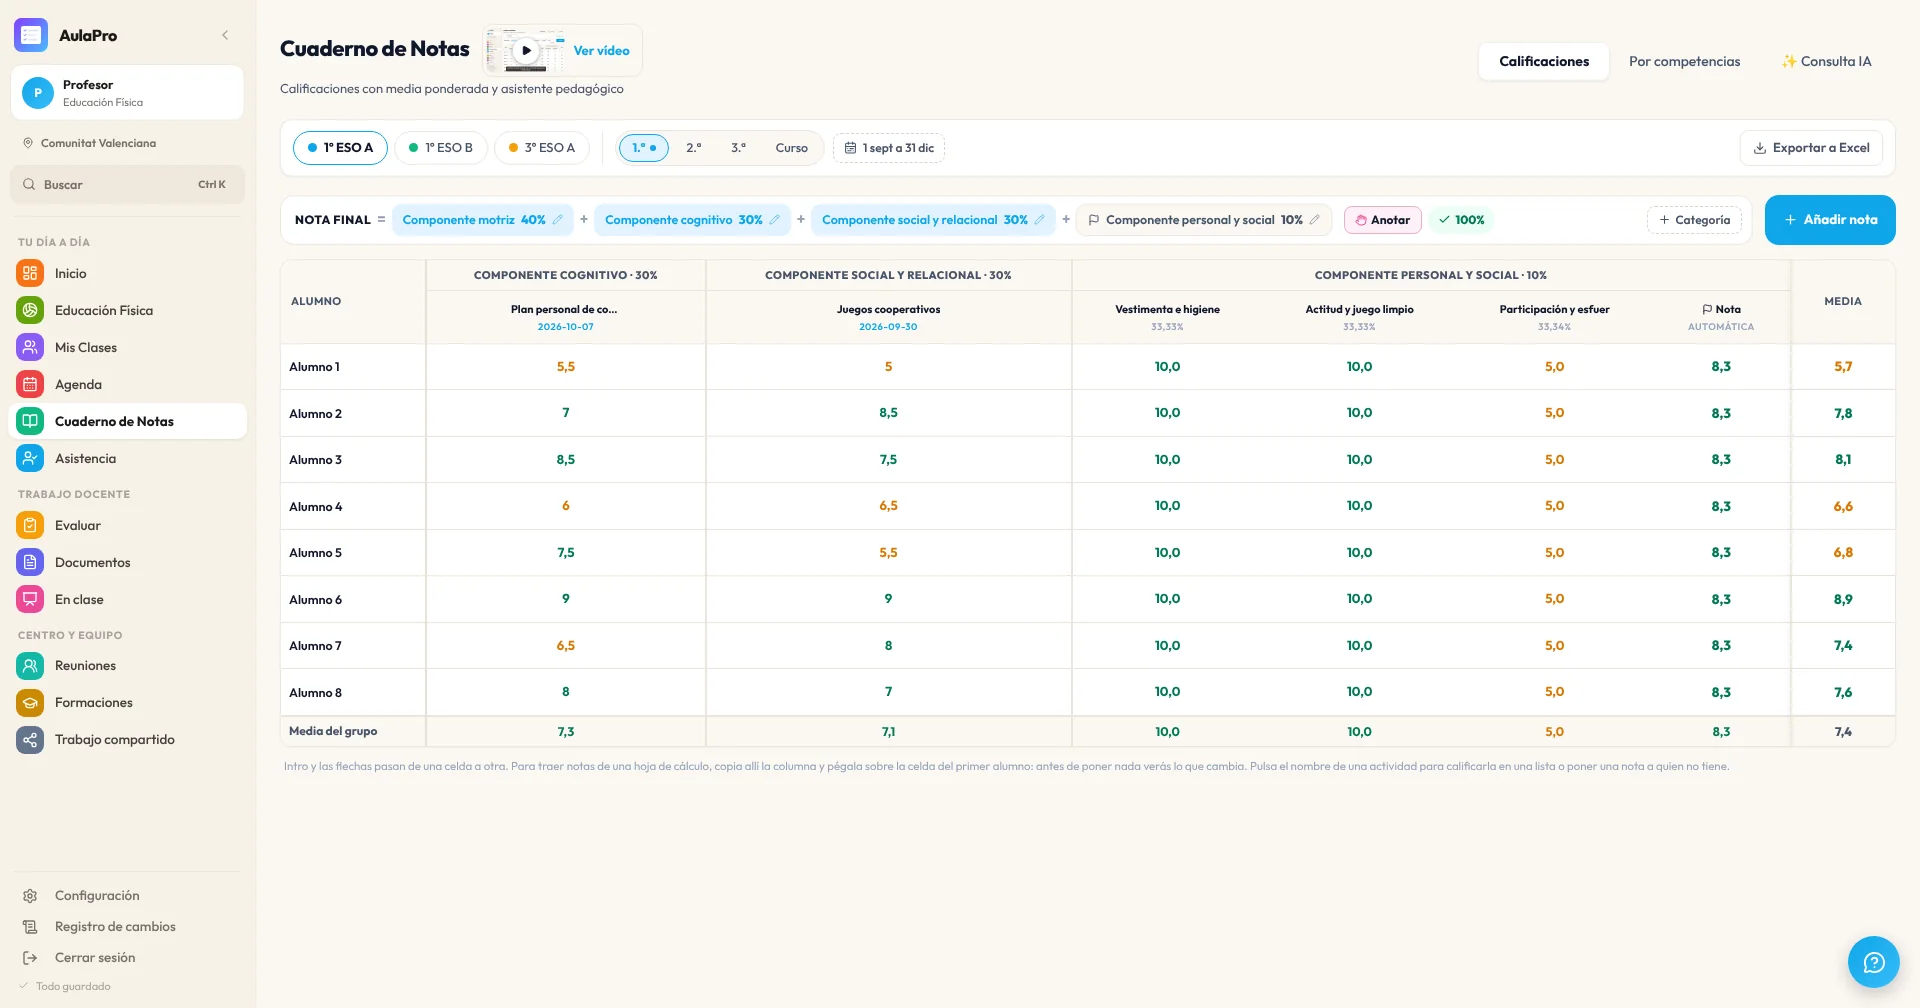 AulaPro
P
Profesor
Educación Física
Comunitat Valenciana
Buscar
Ctrl K
TU DÍA A DÍA
Inicio
Educación Física
Mis Clases
Agenda
Cuaderno de Notas
Asistencia
TRABAJO DOCENTE
Evaluar
Documentos
En clase
CENTRO Y EQUIPO
Reuniones
Formaciones
Trabajo compartido
Configuración
Registro de cambios
Cerrar sesión
Todo guardado
Cuaderno de Notas
Ver vídeo
Calificaciones con media ponderada y asistente pedagógico
Calificaciones
Por competencias
✨ Consulta IA
1º ESO A
1º ESO B
3º ESO A
1.ª
2.ª
3.ª
Curso
1 sept a 31 dic
Exportar a Excel
NOTA FINAL = Componente motriz 40% + Componente cognitivo 30% + Componente social y relacional 30% + Componente personal y social 10%
Anotar
100%
+ Categoría
+ Añadir nota
ALUMNO
COMPONENTE COGNITIVO · 30%
COMPONENTE SOCIAL Y RELACIONAL · 30%
COMPONENTE PERSONAL Y SOCIAL · 10%
MEDIA
Plan personal de co...
2026-10-07
Juegos cooperativos
2026-09-30
Vestimenta e higiene
33,33%
Actitud y juego limpio
33,33%
Participación y esfuer
33,34%
Nota
AUTOMÁTICA
Alumno 1 5,5 5 10,0 10,0 5,0 8,3 5,7
Alumno 2 7 8,5 10,0 10,0 5,0 8,3 7,8
Alumno 3 8,5 7,5 10,0 10,0 5,0 8,3 8,1
Alumno 4 6 6,5 10,0 10,0 5,0 8,3 6,6
Alumno 5 7,5 5,5 10,0 10,0 5,0 8,3 6,8
Alumno 6 9 9 10,0 10,0 5,0 8,3 8,9
Alumno 7 6,5 8 10,0 10,0 5,0 8,3 7,4
Alumno 8 8 7 10,0 10,0 5,0 8,3 7,6
Media del grupo 7,3 7,1 10,0 10,0 5,0 8,3 7,4
Intro y las flechas pasan de una celda a otra. Para traer notas de una hoja de cálculo, copia allí la columna y pégala sobre la celda del primer alumno: antes de poner nada verás lo que cambia. Pulsa el nombre de una actividad para calificarla en una lista o poner una nota a quien no tiene.